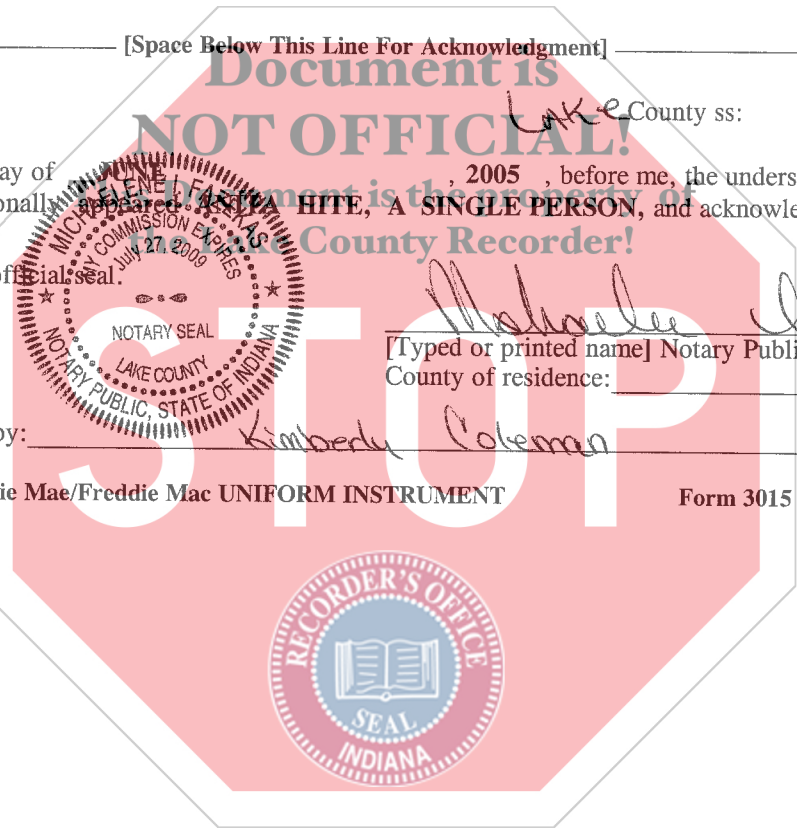 [Space Below This Line For Acknowledgment]
Document is
NOT OFFICIAL!
Lake County ss:
ay of JUNE , 2005 , before me, the unders
onally appeared HITE, A SINGLE PERSON, and acknowle
Document is the property of
the Lake County Recorder!
official seal.
MY COMMISSION EXPIRES
July 27, 2009
NOTARY SEAL
LAKE COUNTY
NOTARY PUBLIC, STATE OF INDIANA
STOP
[Typed or printed name] Notary Publi
County of residence:
by: Kimberly Coleman
ie Mae/Freddie Mac UNIFORM INSTRUMENT Form 3015
RECORDER'S OFFICE
SEAL
INDIANA